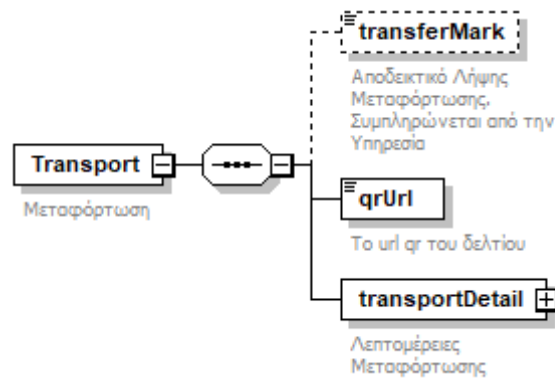 transferMark
Αποδεικτικό Λήψης
Μεταφόρτωσης.
Συμπληρώνεται από την
Υπηρεσία
Transport
Μεταφόρτωση
qrUrl
Το url qr του δελτίου
transportDetail
Λεπτομέρειες
Μεταφόρτωσης